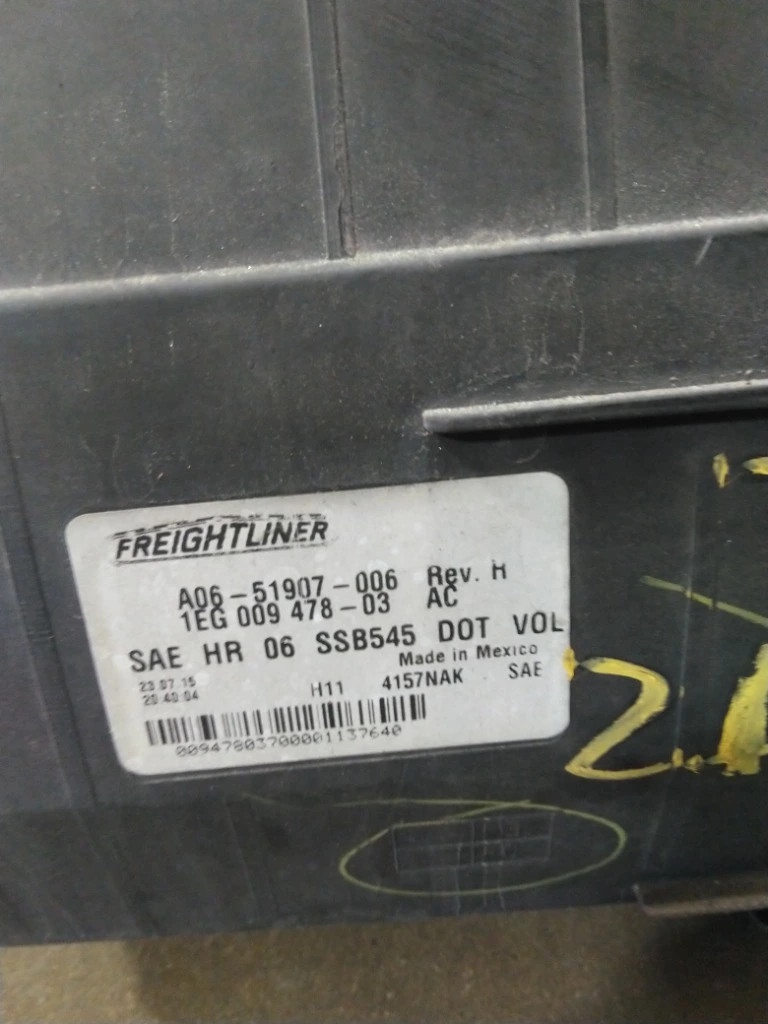 FREIGHTLINER
A06-51907-006 Rev. H
1EG 009 478-03 AC
SAE HR 06 SSB545 DOT VOL
Made in Mexico
23.07.15 H11 4157NAK SAE
20.40.04
00947803700001137640
2.